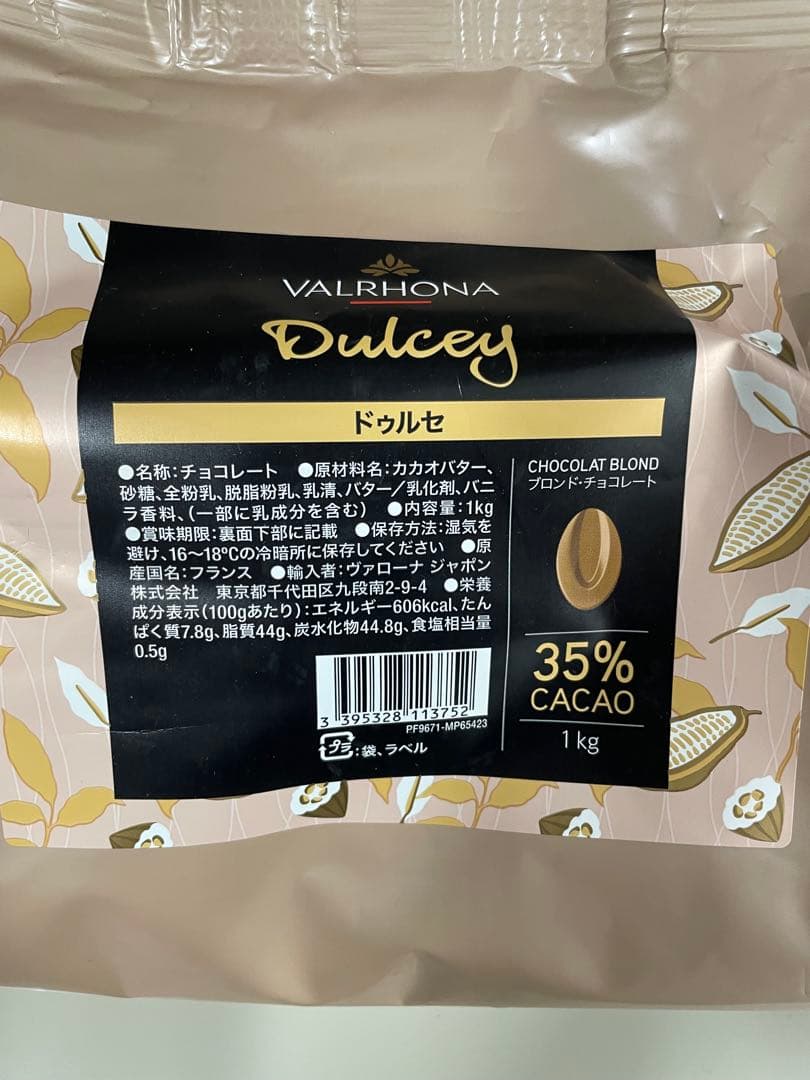 VALRHONA
Dulcey
ドゥルセ
●名称:チョコレート ●原材料名:カカオバター、
砂糖、全粉乳、脱脂粉乳、乳清、バター/乳化剤、バニ
ラ香料、(一部に乳成分を含む) ●内容量:1kg
●賞味期限:裏面下部に記載 ●保存方法:湿気を
避け、16~18℃の冷暗所に保存してください ●原
産国名:フランス ●輸入者:ヴァローナ ジャポン
株式会社 東京都千代田区九段南2-9-4 ●栄養
成分表示(100gあたり):エネルギー606kcal、たん
ぱく質7.8g、脂質44g、炭水化物44.8g、食塩相当量
0.5g
3 395328 113752
PF9671-MP65423
プラ:袋、ラベル
CHOCOLAT BLOND
ブロンド・チョコレート
35%
CACAO
1kg